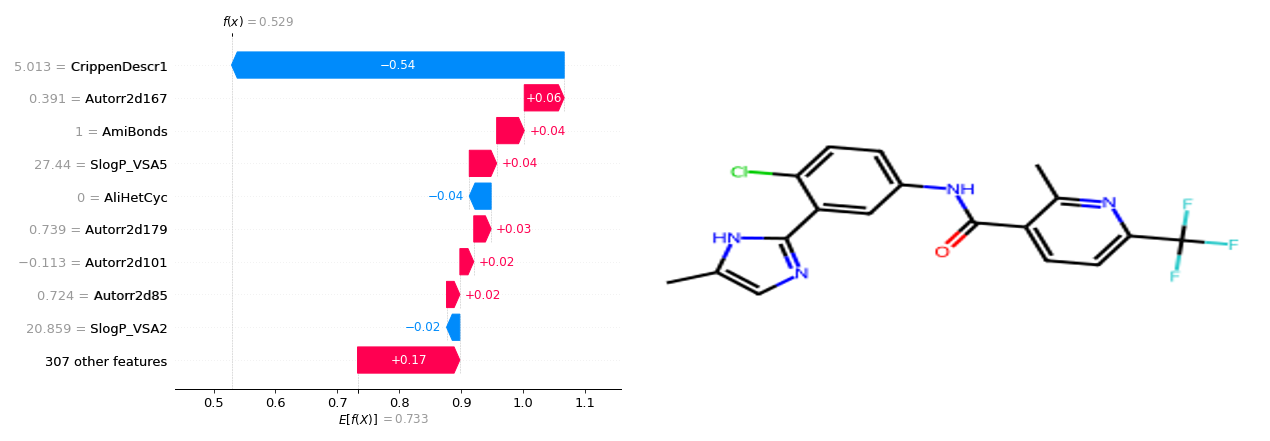 f(x) = 0.529
5.013 = CrippenDescr1
−0.54
0.391 = Autorr2d167
+0.06
1 = AmiBonds
+0.04
27.44 = SlogP_VSA5
+0.04
0 = AliHetCyc
−0.04
0.739 = Autorr2d179
+0.03
−0.113 = Autorr2d101
+0.02
0.724 = Autorr2d85
+0.02
20.859 = SlogP_VSA2
−0.02
307 other features
+0.17
0.5 0.6 0.7 0.8 0.9 1.0 1.1
E[f(X)] = 0.733
Cl
NH
HN
N
O
N
F
F
F